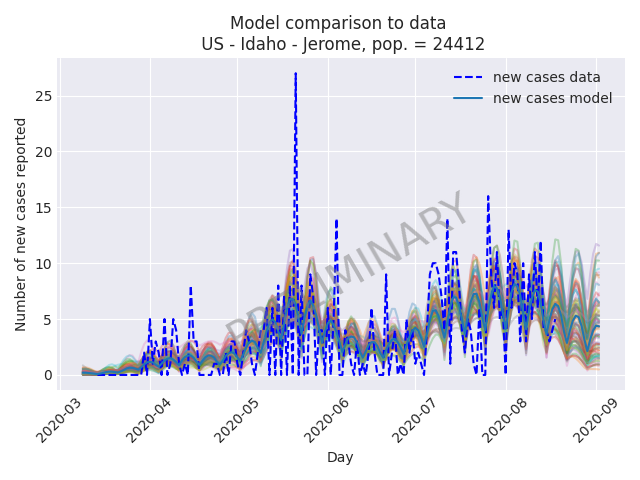 Model comparison to data
US - Idaho - Jerome, pop. = 24412
new cases data
new cases model
PRELIMINARY
Number of new cases reported
25
20
15
10
5
0
2020-03
2020-04
2020-05
2020-06
2020-07
2020-08
2020-09
Day